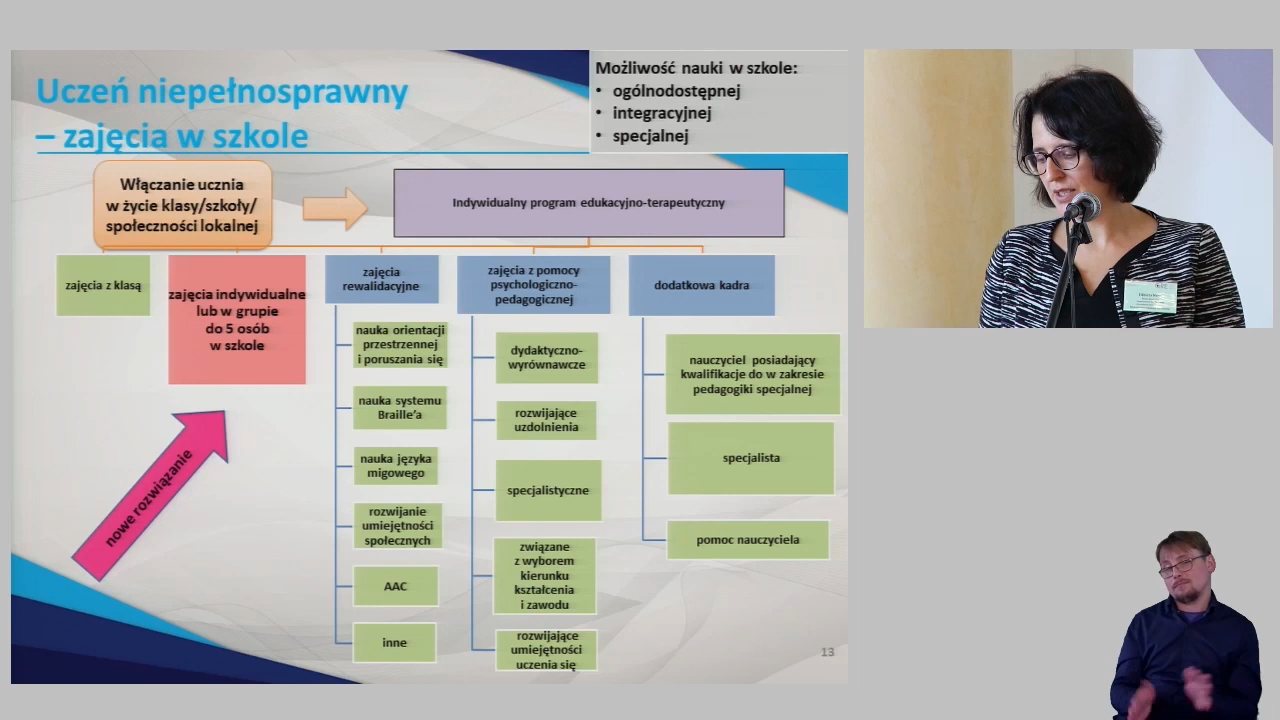 Uczeń niepełnosprawny
– zajęcia w szkole
Możliwość nauki w szkole:
• ogólnodostępnej
• integracyjnej
• specjalnej
Włączanie ucznia
w życie klasy/szkoły/
społeczności lokalnej
Indywidualny program edukacyjno-terapeutyczny
zajęcia z klasą
zajęcia indywidualne
lub w grupie
do 5 osób
w szkole
nowe rozwiązanie
zajęcia
rewalidacyjne
nauka orientacji
przestrzennej
i poruszania się
nauka systemu
Braille’a
nauka języka
migowego
rozwijanie
umiejętności
społecznych
AAC
inne
zajęcia z pomocy
psychologiczno-
pedagogicznej
dydaktyczno-
wyrównawcze
rozwijające
uzdolnienia
specjalistyczne
związane
z wyborem
kierunku
kształcenia
i zawodu
rozwijające
umiejętności
uczenia się
dodatkowa kadra
nauczyciel posiadający
kwalifikacje do w zakresie
pedagogiki specjalnej
specjalista
pomoc nauczyciela
13